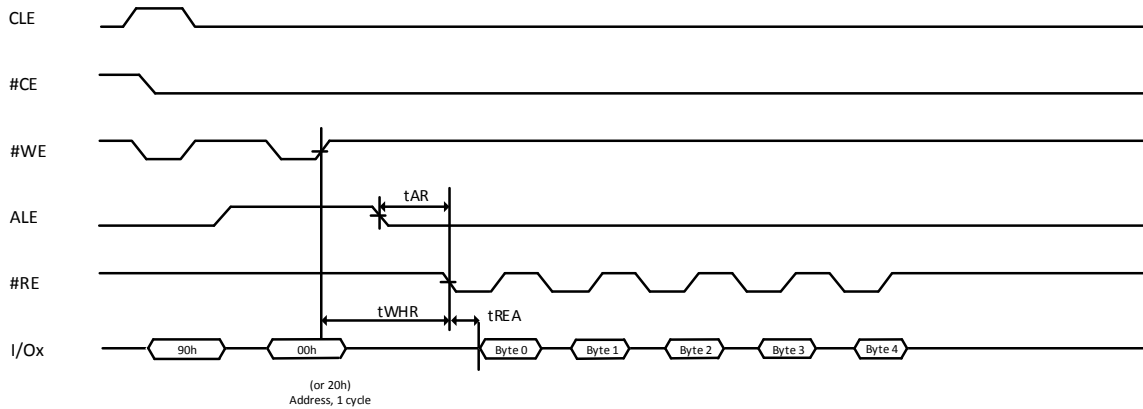 CLE
#CE
#WE
tAR
ALE
#RE
tWHR
tREA
I/Ox
90h
00h
Byte 0
Byte 1
Byte 2
Byte 3
Byte 4
(or 20h)
Address, 1 cycle